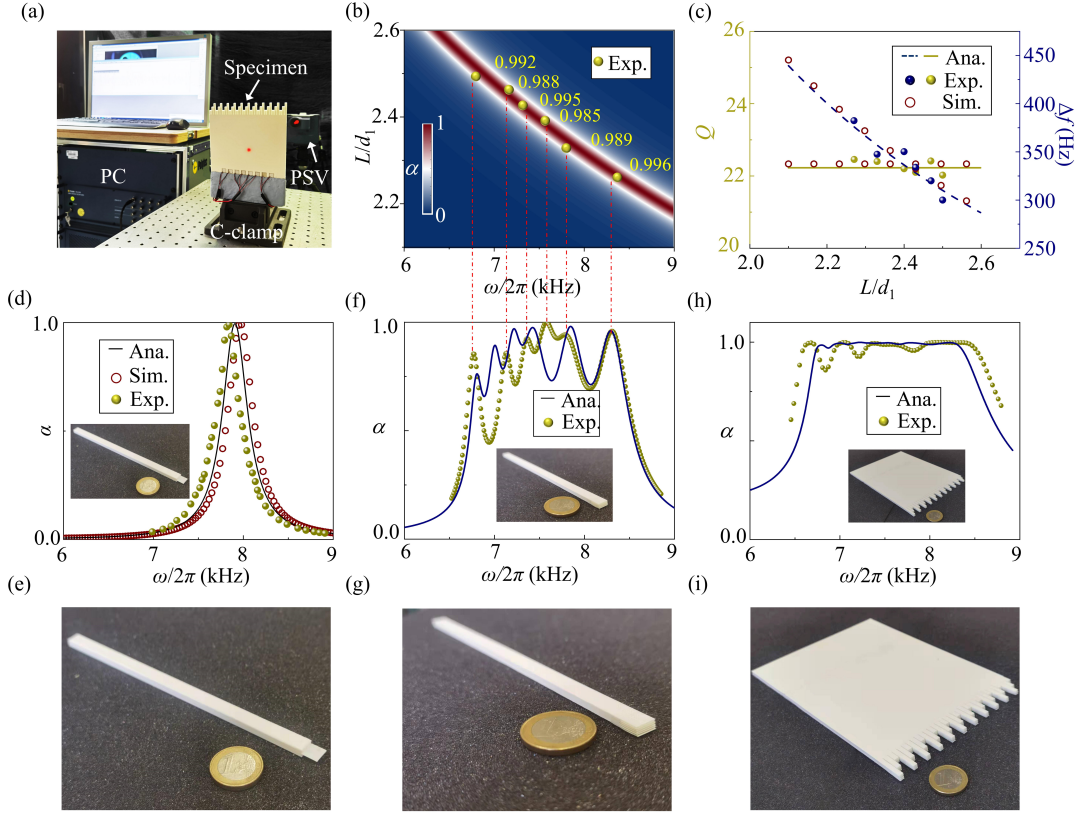 (a)
Specimen
PC
PSV
C-clamp
(b)
2.6
2.4
2.2
L/d1
Exp.
0.992
0.988
0.995
0.985
0.989
0.996
1
α
0
6
7
8
9
ω/2π (kHz)
(c)
26
24
22
20
Q
Ana.
Exp.
Sim.
450
400
350
300
250
Δf (Hz)
2.0
2.2
2.4
2.6
L/d1
(d)
1.0
α
0.0
Ana.
Sim.
Exp.
6
7
8
9
ω/2π (kHz)
(f)
1.0
α
0.0
Ana.
Exp.
6
7
8
9
ω/2π (kHz)
(h)
1.0
α
0.0
Ana.
Exp.
6
7
8
9
ω/2π (kHz)
(e)
(g)
(i)